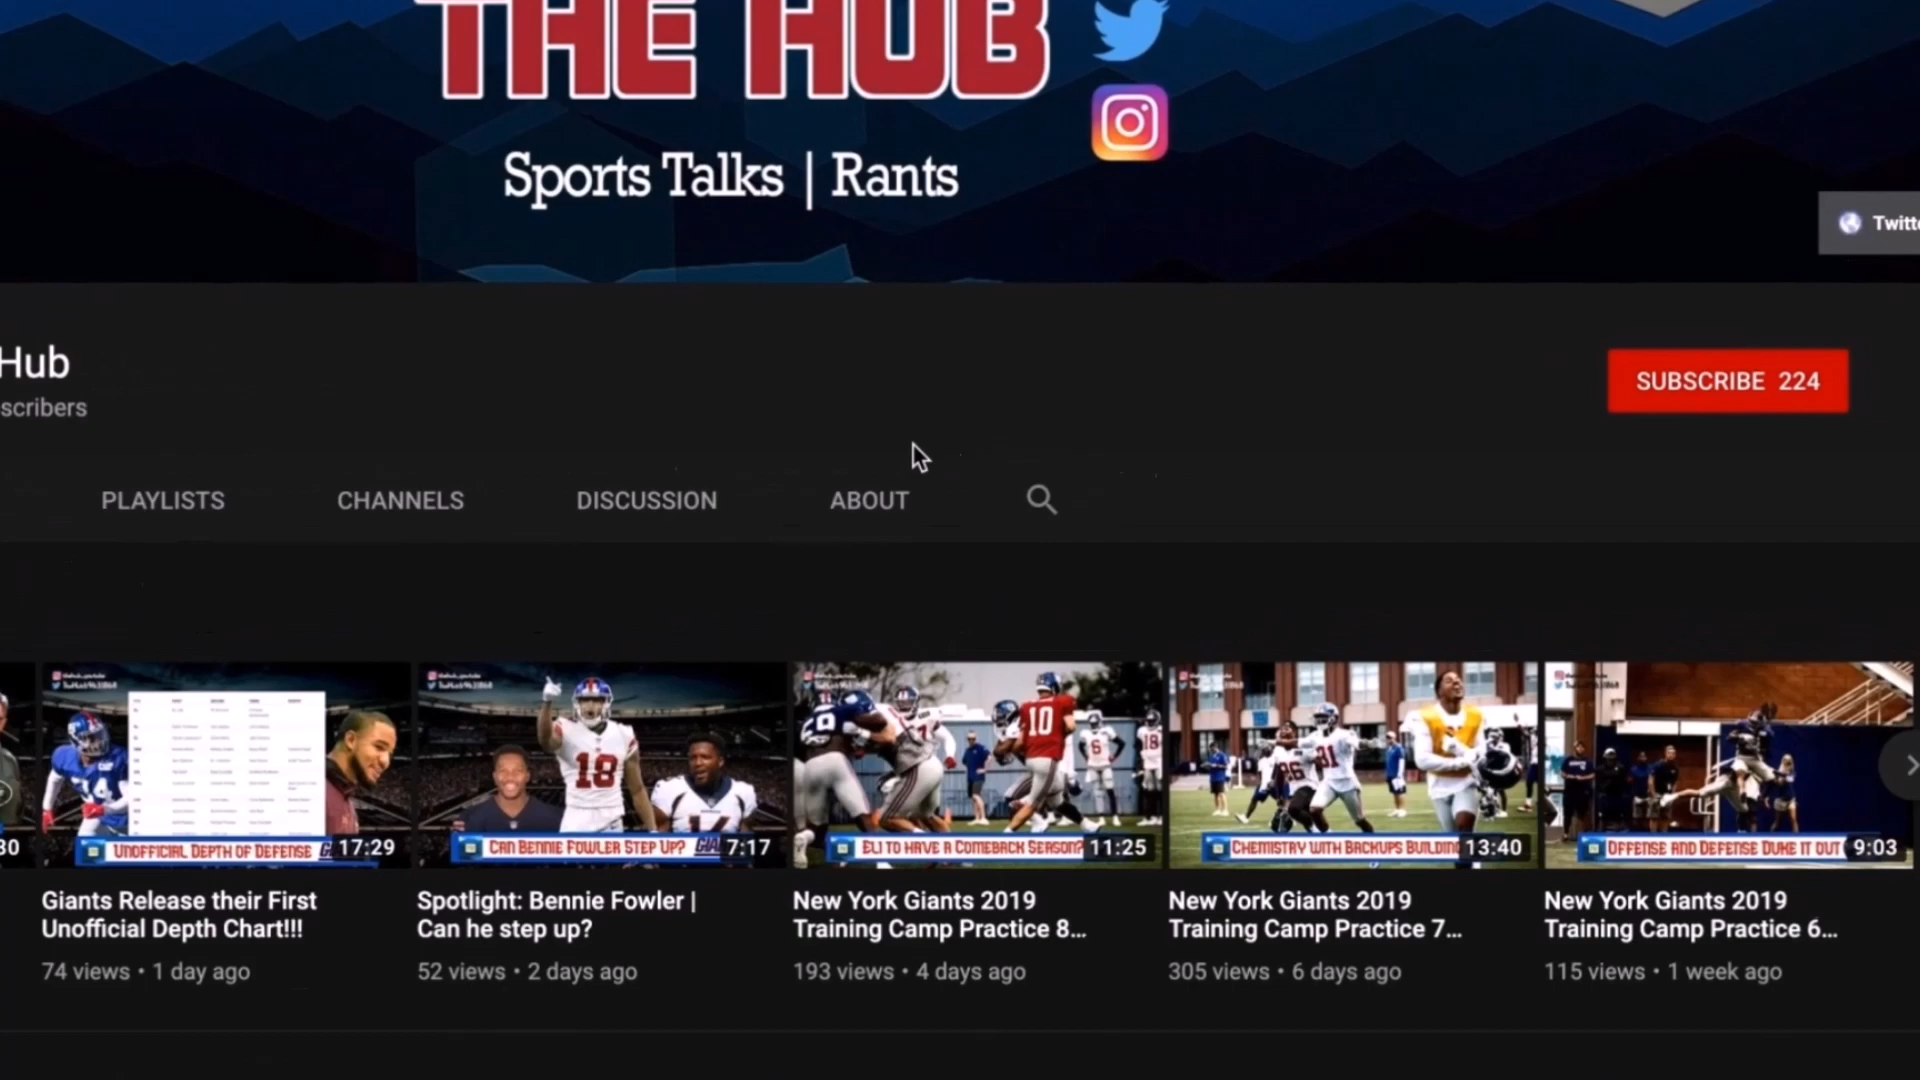 THE HUB
Sports Talks | Rants
Twitte
Hub
scribers
SUBSCRIBE 224
PLAYLISTS
CHANNELS
DISCUSSION
ABOUT
30
UNOFFICIAL DEPTH OF DEFENSE
17:29
18
CAN BENNIE FOWLER STEP UP?
7:17
10
ELI TO HAVE A COMEBACK SEASON?
11:25
CHEMISTRY WITH BACKUPS BUILDING
13:40
OFFENSE AND DEFENSE DUKE IT OUT
9:03
Giants Release their First
Unofficial Depth Chart!!!
74 views • 1 day ago
Spotlight: Bennie Fowler |
Can he step up?
52 views • 2 days ago
New York Giants 2019
Training Camp Practice 8...
193 views • 4 days ago
New York Giants 2019
Training Camp Practice 7...
305 views • 6 days ago
New York Giants 2019
Training Camp Practice 6...
115 views • 1 week ago